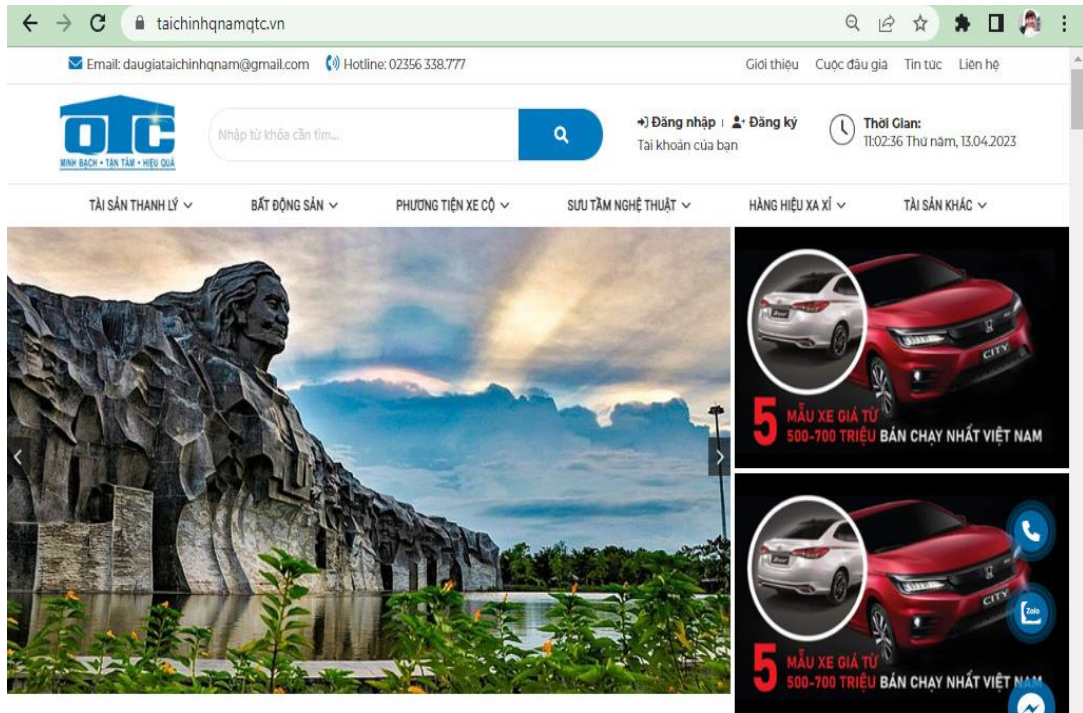 taichinhqnamqtc.vn
Email: daugiataichinhqnam@gmail.com Hotline: 02356 338.777 Giới thiệu Cuộc đấu giá Tin tức Liên hệ
QTC
MINH BẠCH • TẬN TÂM • HIỆU QUẢ
Nhập từ khóa cần tìm...
Đăng nhập | Đăng ký
Tài khoản của bạn
Thời Gian:
11:02:36 Thứ năm, 13.04.2023
TÀI SẢN THANH LÝ BẤT ĐỘNG SẢN PHƯƠNG TIỆN XE CỘ SƯU TẦM NGHỆ THUẬT HÀNG HIỆU XA XỈ TÀI SẢN KHÁC
CITY
5 MẪU XE GIÁ TỪ
500-700 TRIỆU BÁN CHẠY NHẤT VIỆT NAM
CITY
Zalo
5 MẪU XE GIÁ TỪ
500-700 TRIỆU BÁN CHẠY NHẤT VIỆT NAM